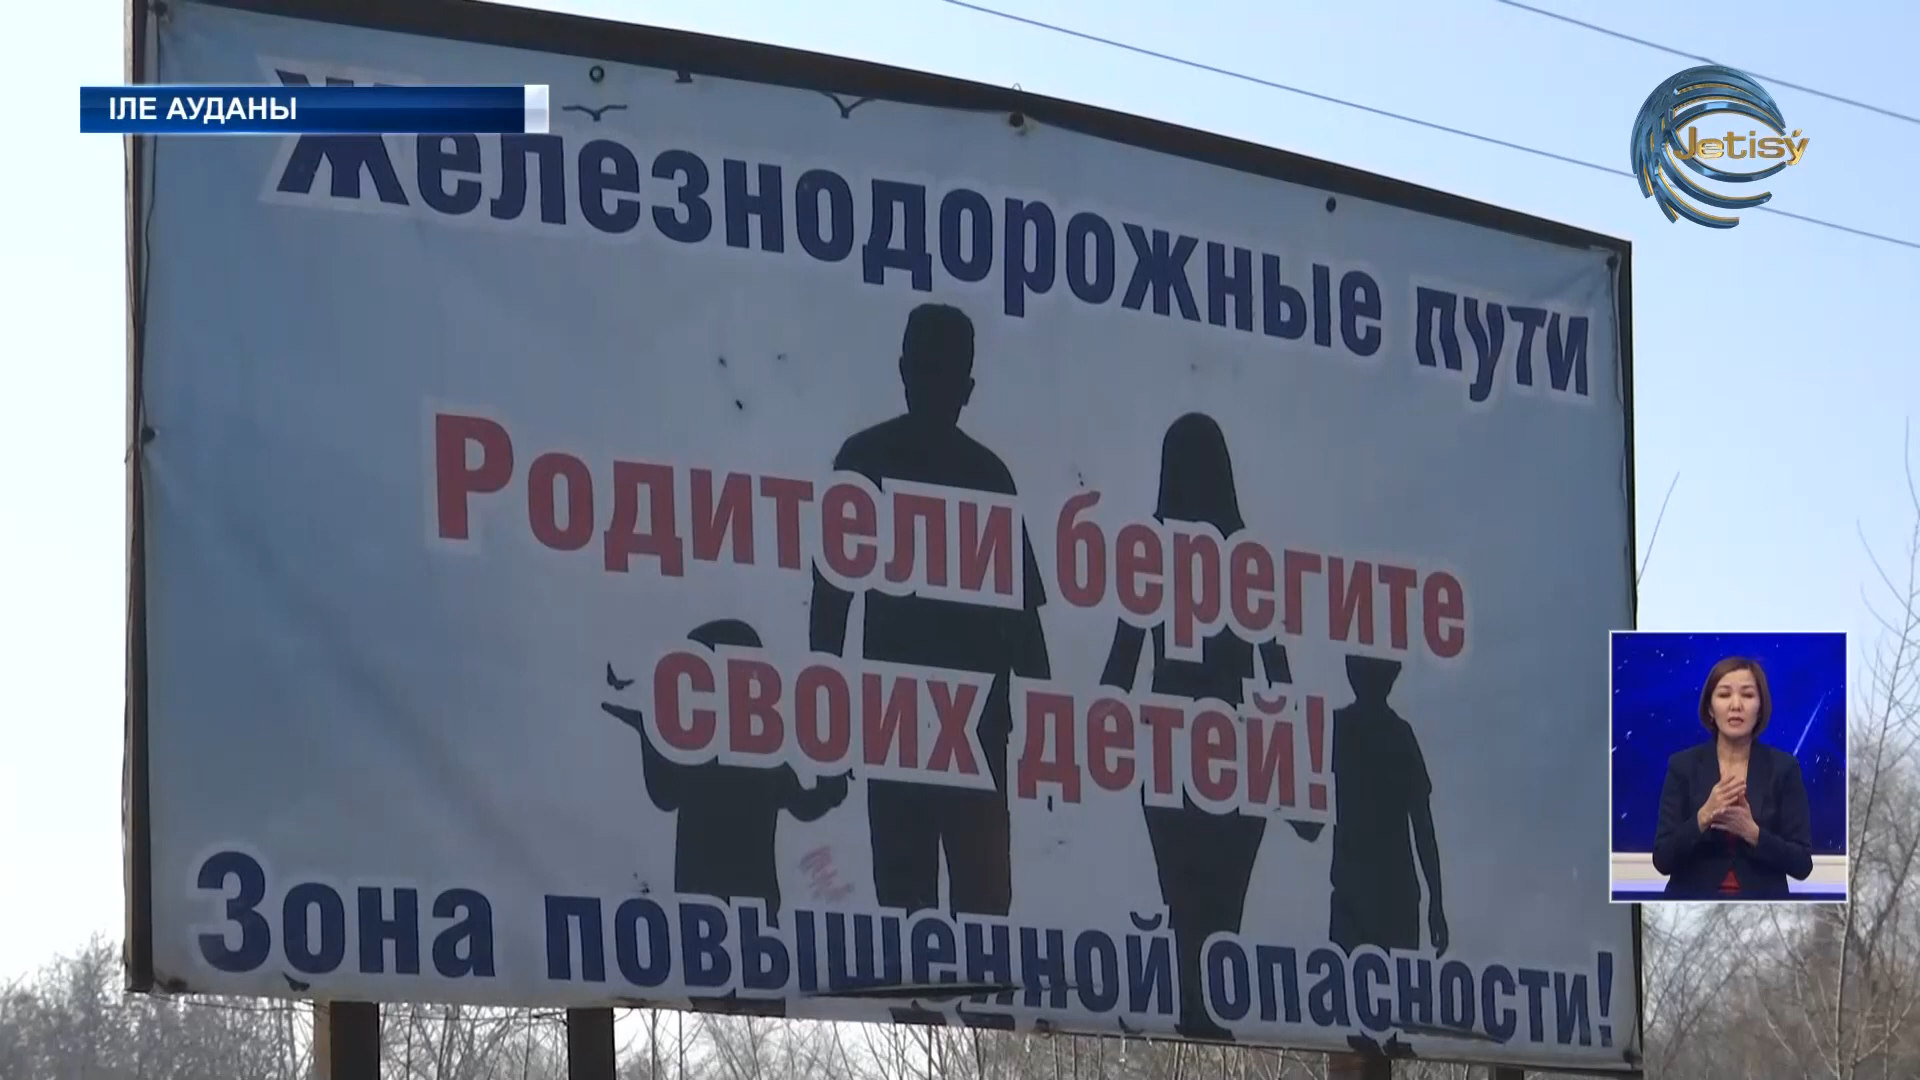 ІЛЕ АУДАНЫ
Jetisý
Железнодорожные пути
Родители берегите
своих детей!
Зона повышенной опасности!